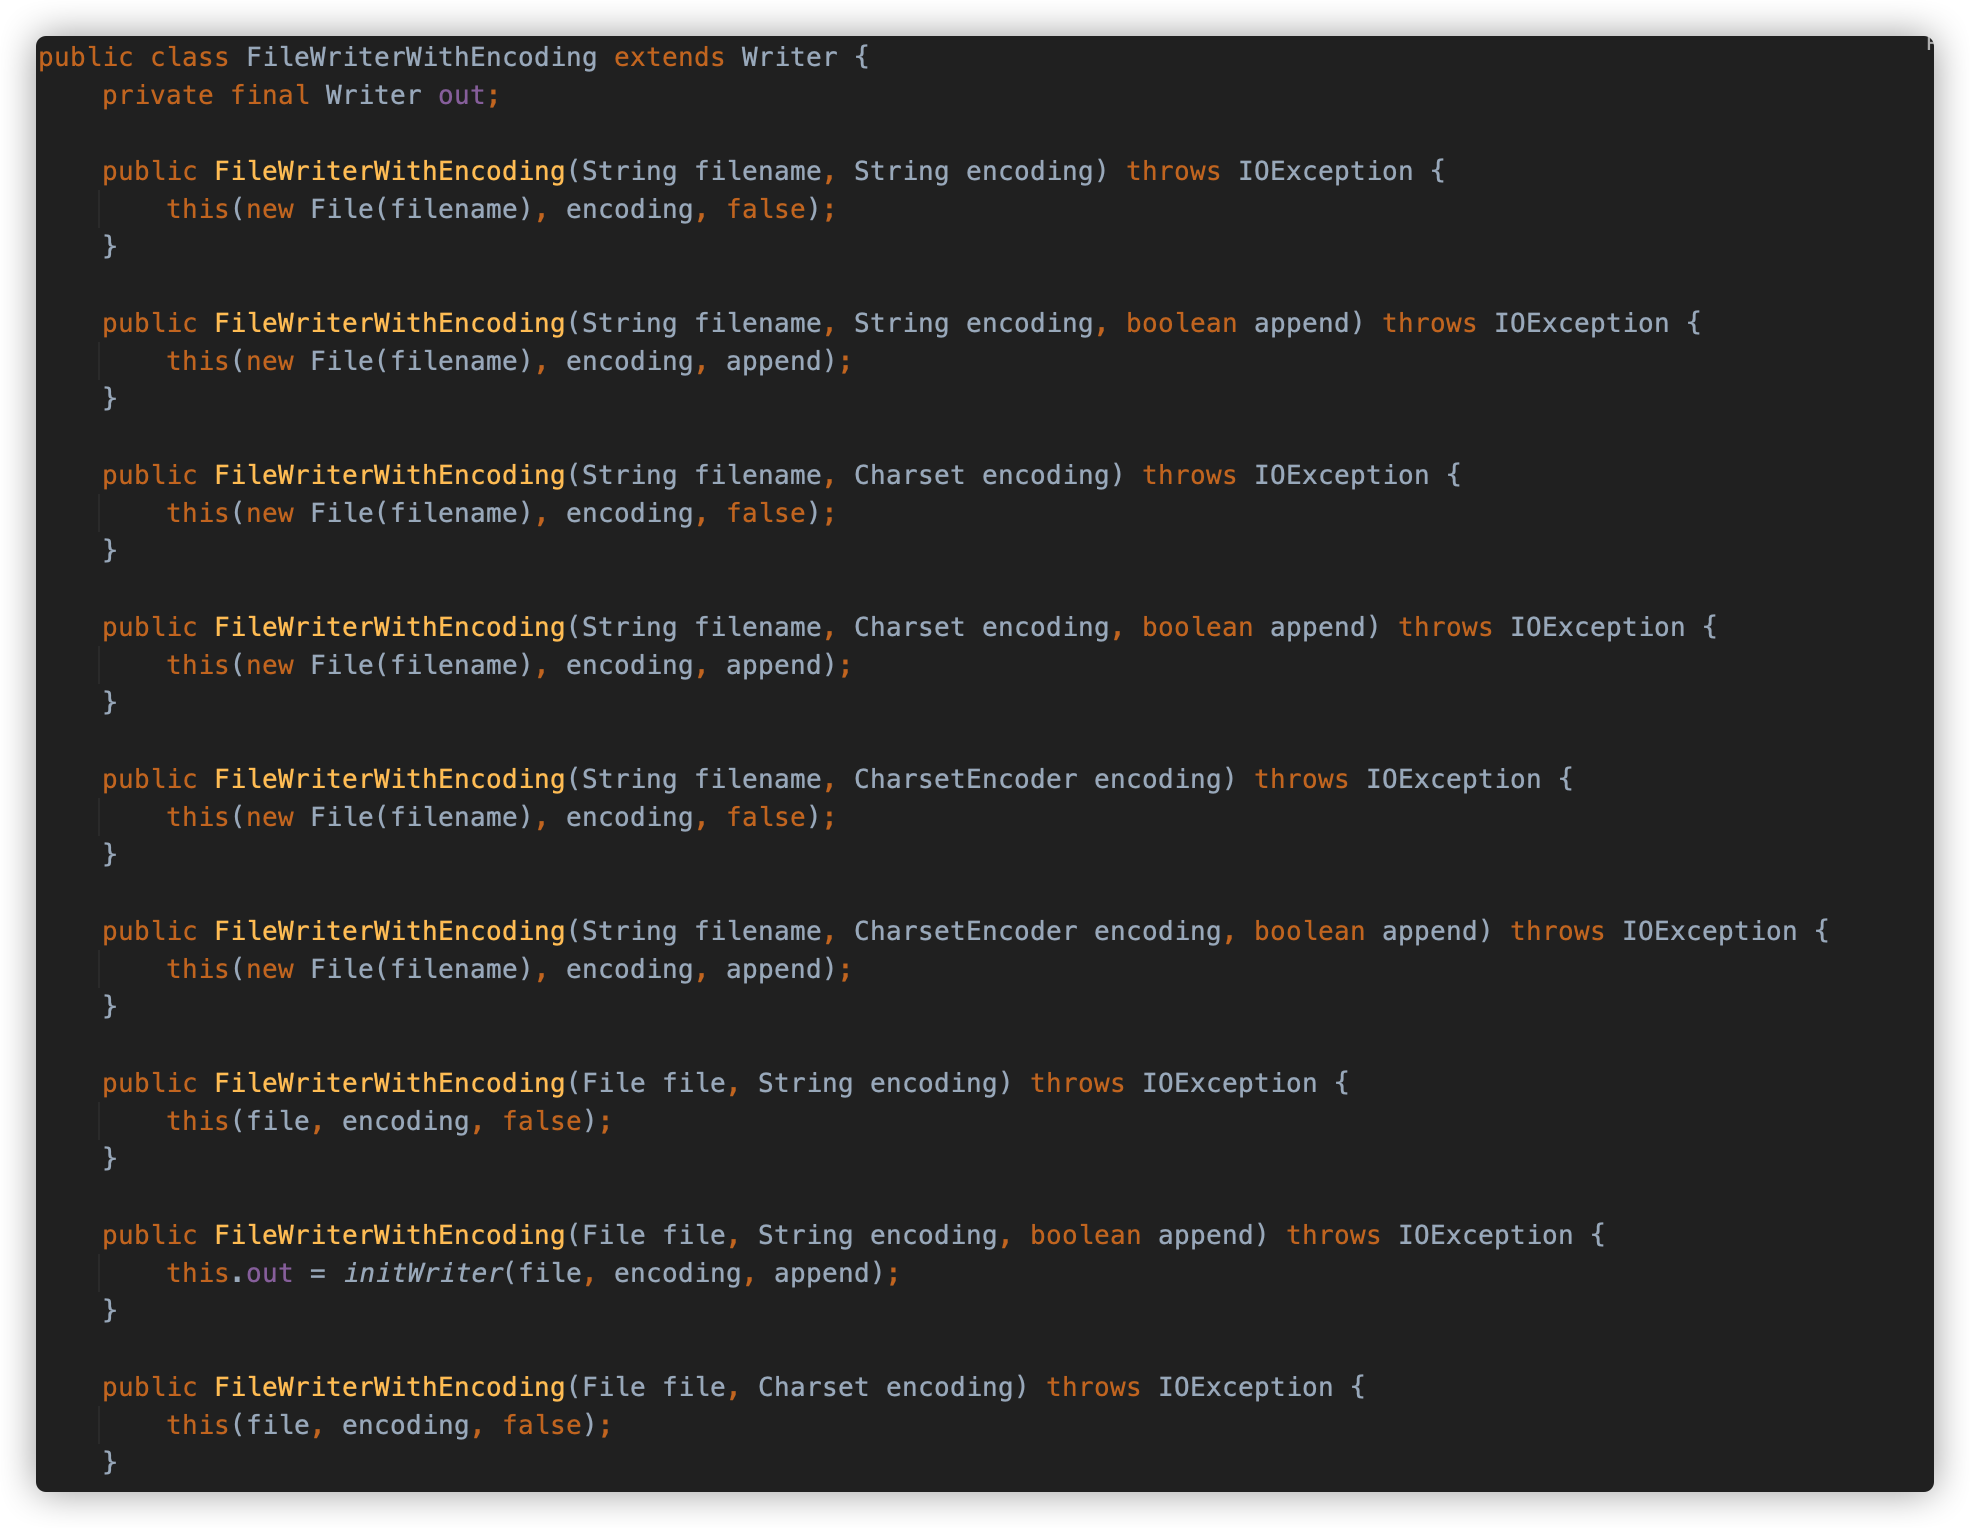 public class FileWriterWithEncoding extends Writer {
    private final Writer out;

    public FileWriterWithEncoding(String filename, String encoding) throws IOException {
        this(new File(filename), encoding, false);
    }

    public FileWriterWithEncoding(String filename, String encoding, boolean append) throws IOException {
        this(new File(filename), encoding, append);
    }

    public FileWriterWithEncoding(String filename, Charset encoding) throws IOException {
        this(new File(filename), encoding, false);
    }

    public FileWriterWithEncoding(String filename, Charset encoding, boolean append) throws IOException {
        this(new File(filename), encoding, append);
    }

    public FileWriterWithEncoding(String filename, CharsetEncoder encoding) throws IOException {
        this(new File(filename), encoding, false);
    }

    public FileWriterWithEncoding(String filename, CharsetEncoder encoding, boolean append) throws IOException {
        this(new File(filename), encoding, append);
    }

    public FileWriterWithEncoding(File file, String encoding) throws IOException {
        this(file, encoding, false);
    }

    public FileWriterWithEncoding(File file, String encoding, boolean append) throws IOException {
        this.out = initWriter(file, encoding, append);
    }

    public FileWriterWithEncoding(File file, Charset encoding) throws IOException {
        this(file, encoding, false);
    }